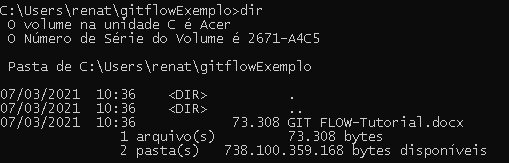 C:\Users\renat\gitflowExemplo>dir
O volume na unidade C é Acer
O Número de Série do Volume é 2671-A4C5
Pasta de C:\Users\renat\gitflowExemplo
07/03/2021  10:36    <DIR>          .
07/03/2021  10:36    <DIR>          ..
07/03/2021  10:36            73.308 GIT FLOW-Tutorial.docx
1 arquivo(s)         73.308 bytes
2 pasta(s)   738.100.359.168 bytes disponíveis